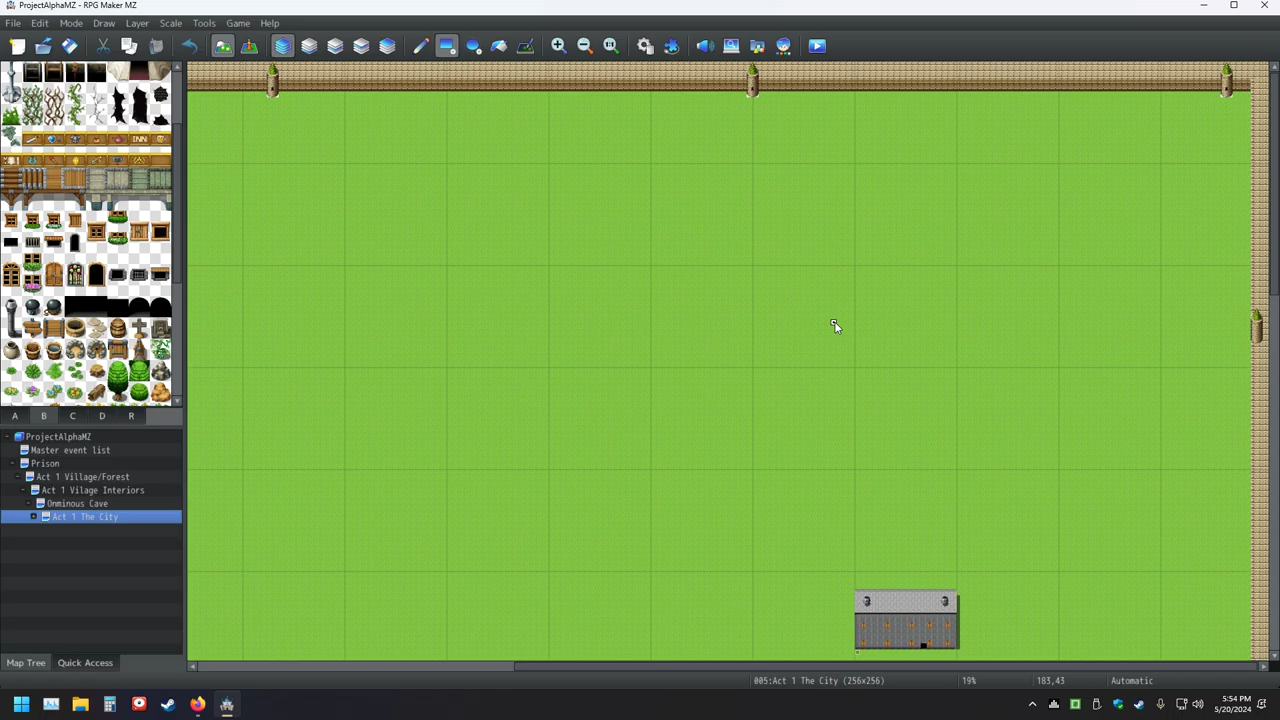 ProjectAlphaMZ - RPG Maker MZ
File Edit Mode Draw Layer Scale Tools Game Help
INN
A B C D R
ProjectAlphaMZ
Master event list
Prison
Act 1 Village/Forest
Act 1 Vilage Interiors
Onminous Cave
Act 1 The City
Map Tree Quick Access
005:Act 1 The City (256x256) 19% 183,43 Automatic
5:54 PM
5/20/2024